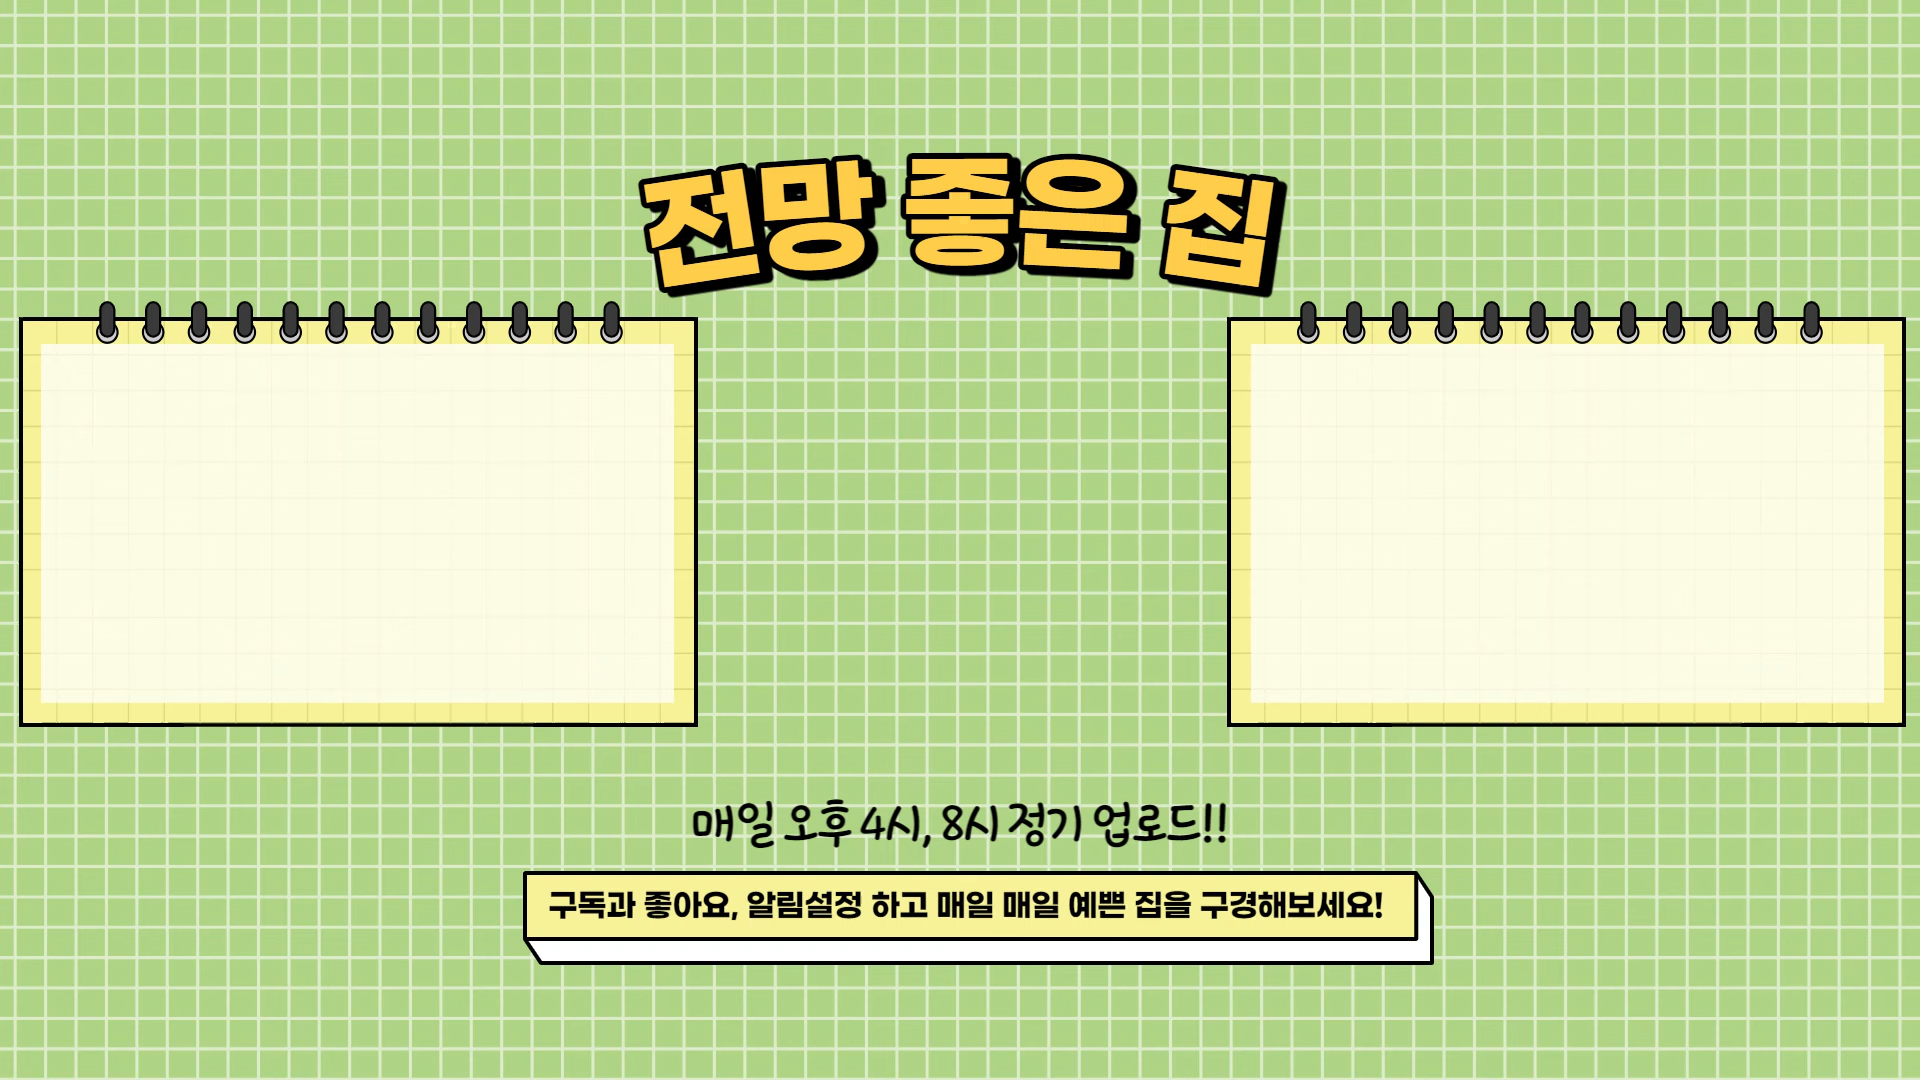 전망 좋은 집
매일 오후 4시, 8시 정기 업로드!!
구독과 좋아요, 알림설정 하고 매일 매일 예쁜 집을 구경해보세요!